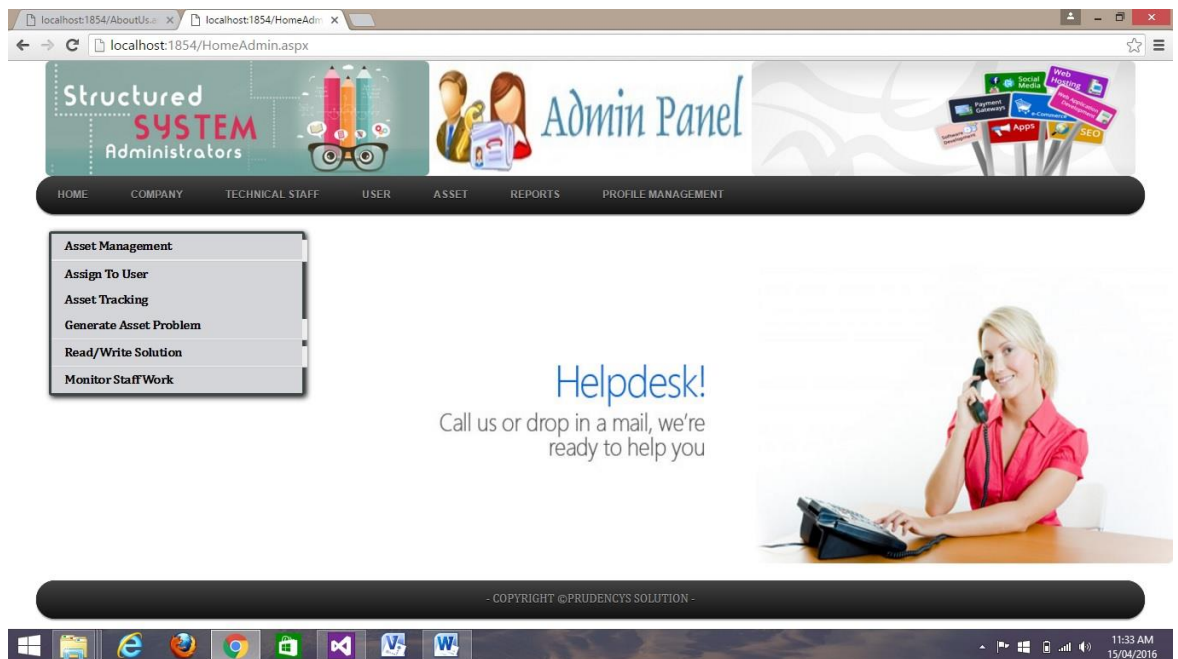 localhost:1854/AboutUs.a
localhost:1854/HomeAdm
localhost:1854/HomeAdmin.aspx
Structured
SYSTEM
Administrators
Admin Panel
Social Media
Web Hosting
Payment Gateways
e-Commerce
Web Application Development
Software Development
Apps
SEO
HOME COMPANY TECHNICAL STAFF USER ASSET REPORTS PROFILE MANAGEMENT
Asset Management
Assign To User
Asset Tracking
Generate Asset Problem
Read/Write Solution
Monitor Staff Work
Helpdesk!
Call us or drop in a mail, we're
ready to help you
- COPYRIGHT ©PRUDENCYS SOLUTION -
11:33 AM
15/04/2016